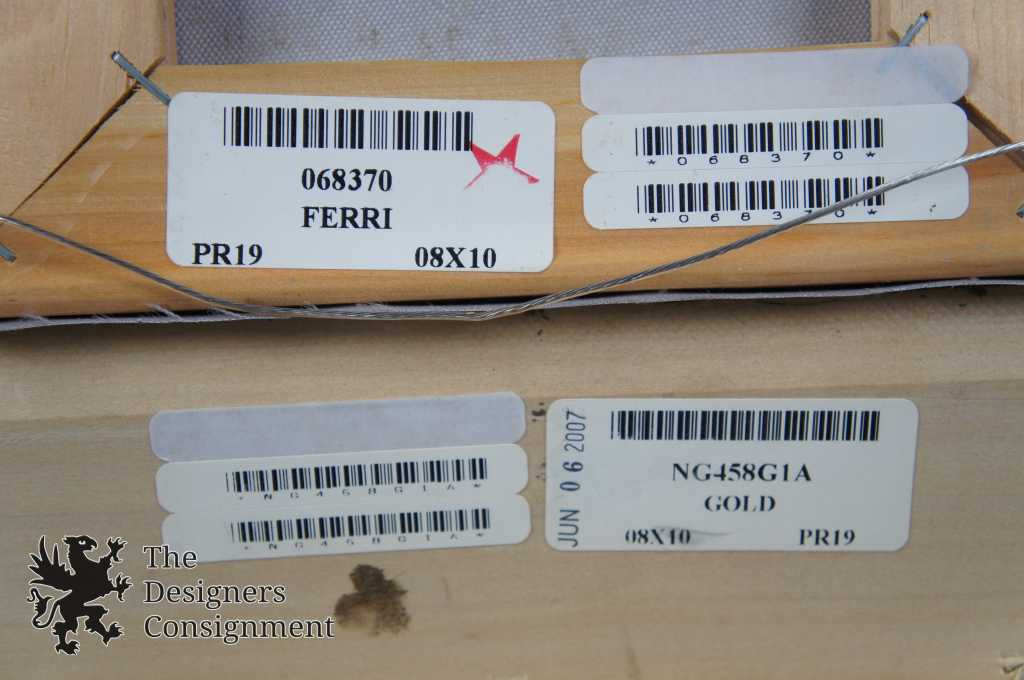 068370
FERRI
PR19 08X10
*068370*
*068370*
*NG458G1A*
*NG458G1A*
JUN 06 2007
NG458G1A
GOLD
08X10 PR19
The
Designers
Consignment